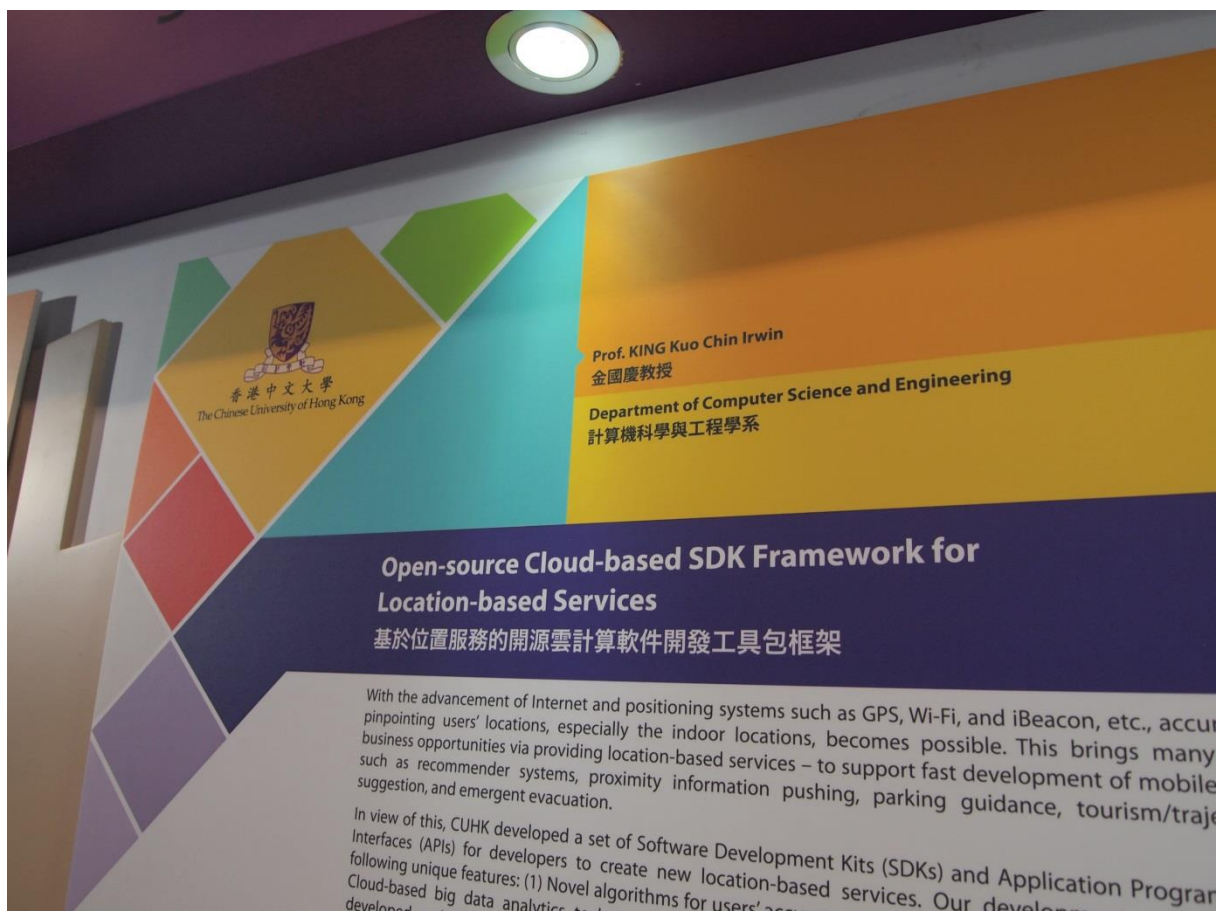 香港中文大學
The Chinese University of Hong Kong
Prof. KING Kuo Chin Irwin
金國慶教授
Department of Computer Science and Engineering
計算機科學與工程學系
Open-source Cloud-based SDK Framework for
Location-based Services
基於位置服務的開源雲計算軟件開發工具包框架
With the advancement of Internet and positioning systems such as GPS, Wi-Fi, and iBeacon, etc., accu
pinpointing users' locations, especially the indoor locations, becomes possible. This brings many
business opportunities via providing location-based services – to support fast development of mobile
such as recommender systems, proximity information pushing, parking guidance, tourism/traje
suggestion, and emergent evacuation.
In view of this, CUHK developed a set of Software Development Kits (SDKs) and Application Program
Interfaces (APIs) for developers to create new location-based services. Our
following unique features: (1) Novel algorithms for users'
Cloud-based big data analytics